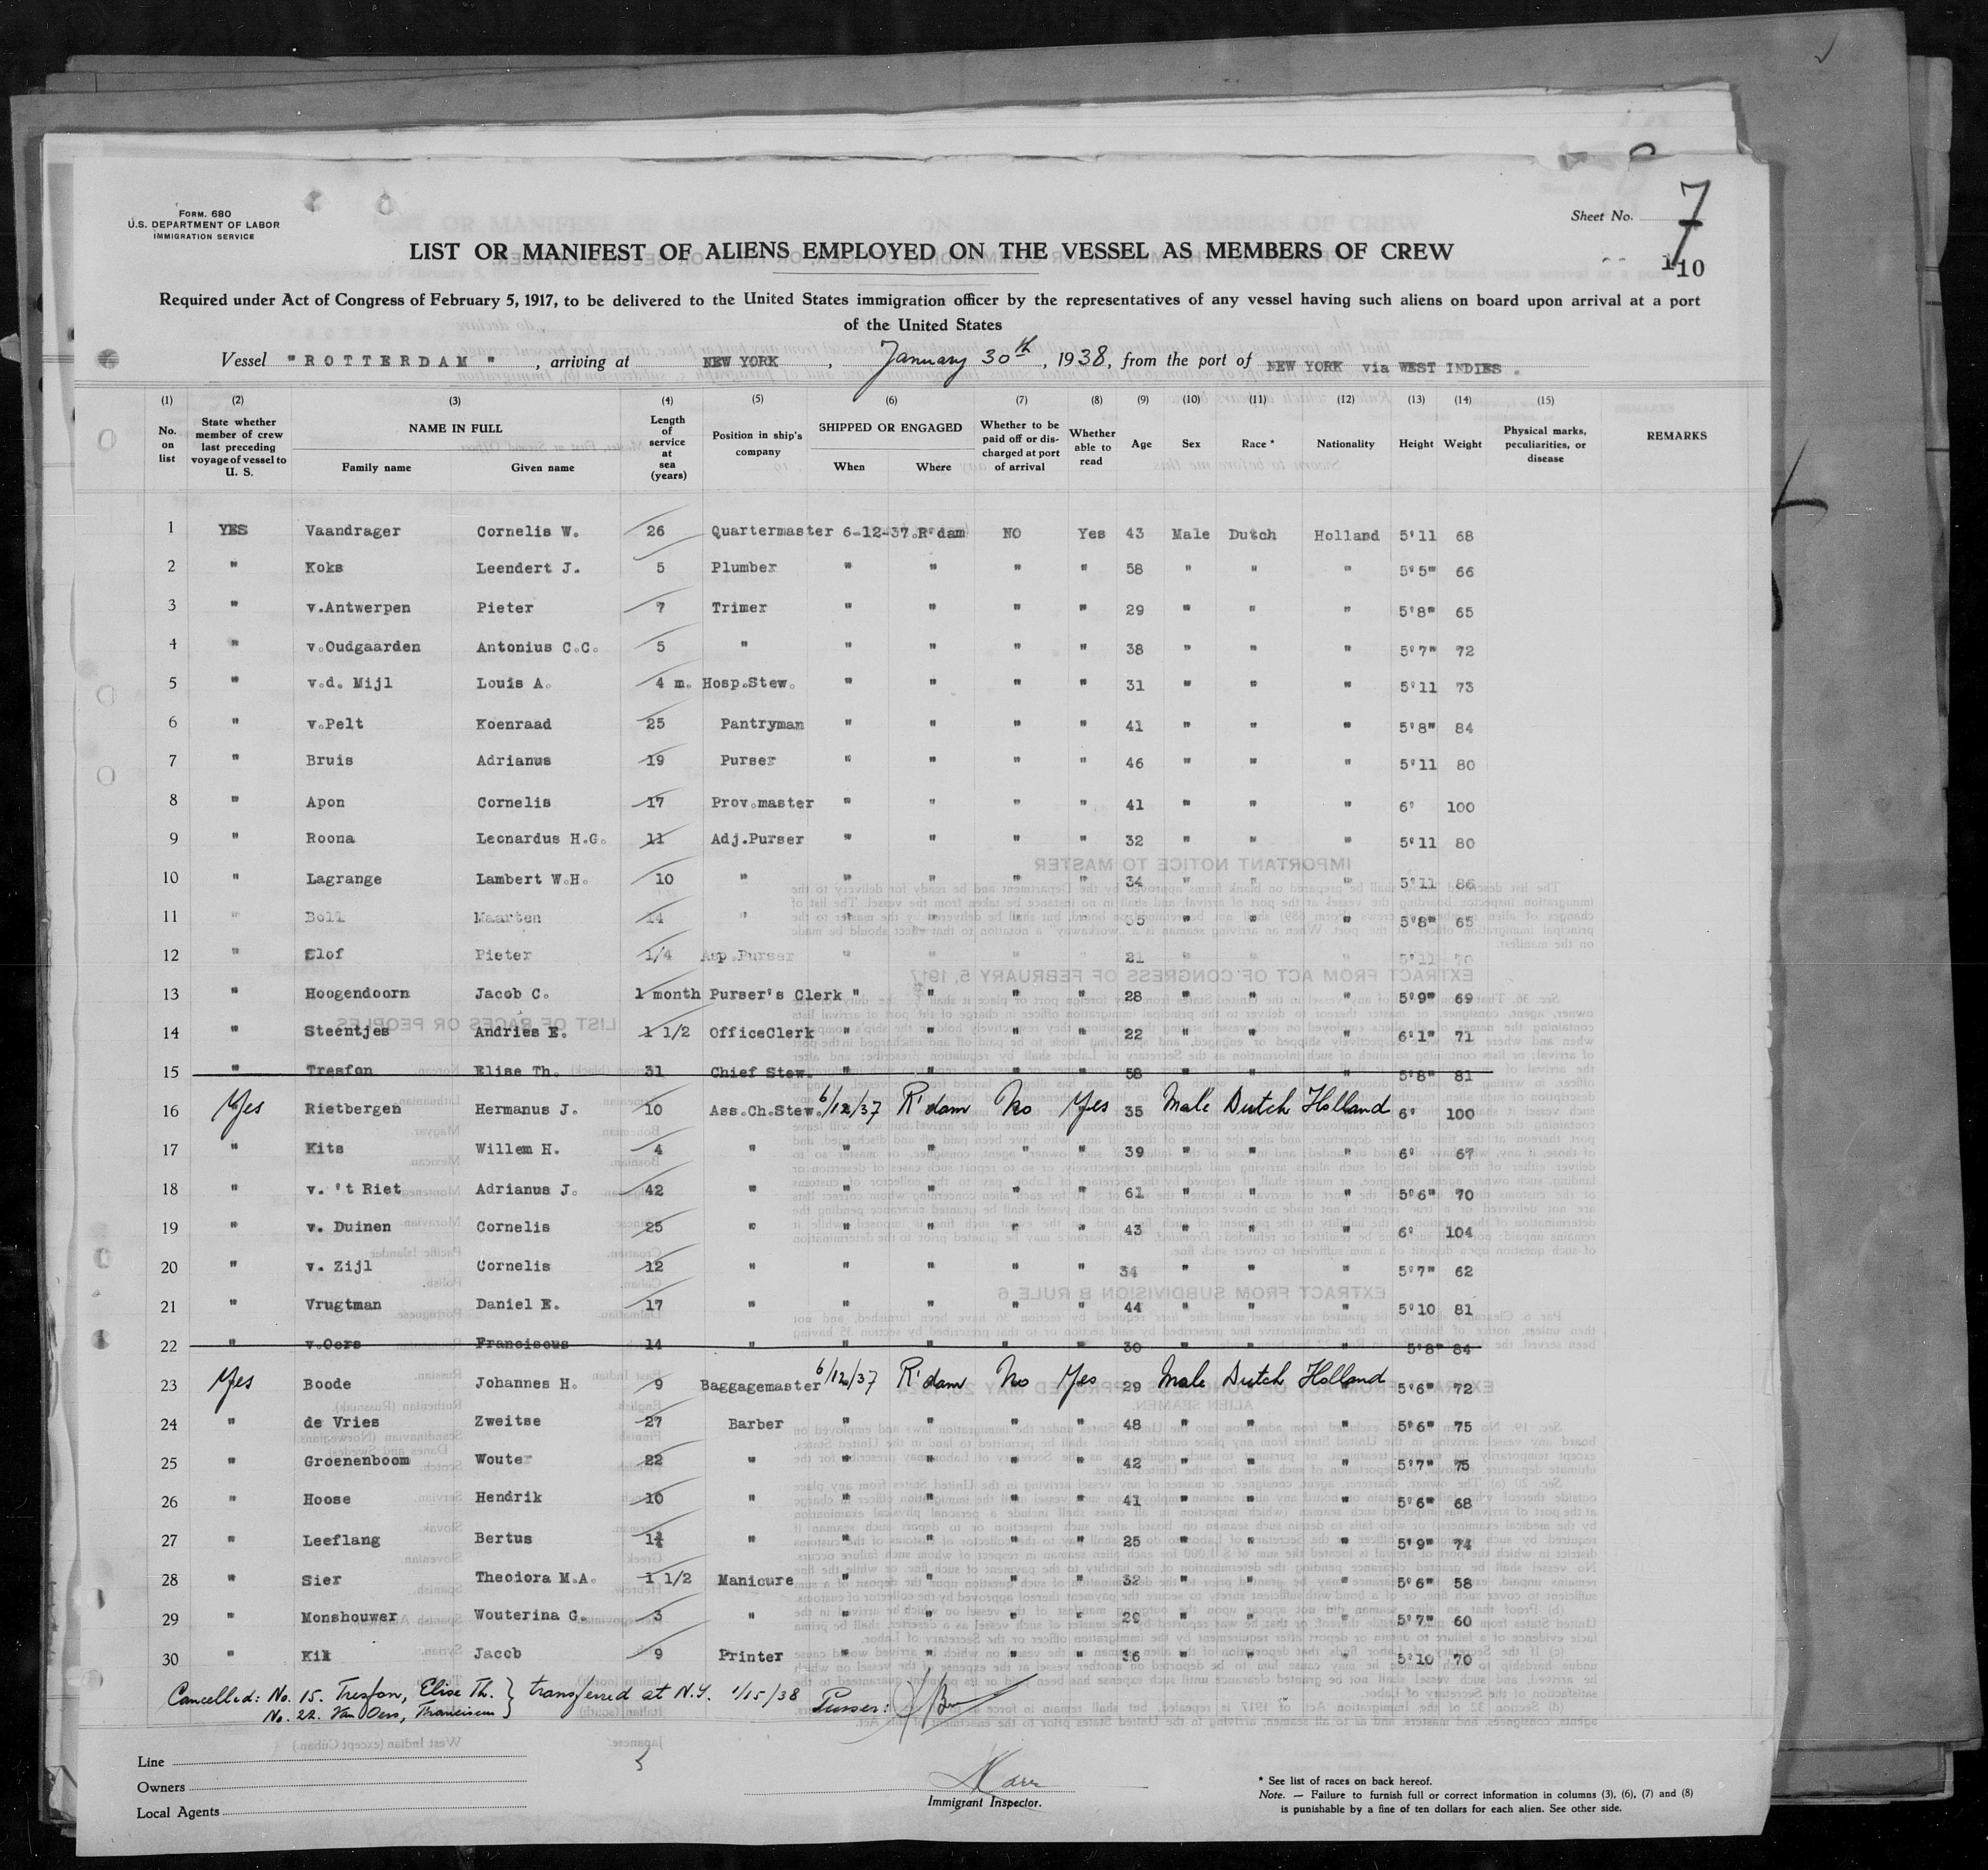 FORM. 680
U.S. DEPARTMENT OF LABOR
IMMIGRATION SERVICE
Sheet No. 7
110
LIST OR MANIFEST OF ALIENS EMPLOYED ON THE VESSEL AS MEMBERS OF CREW
Required under Act of Congress of February 5, 1917, to be delivered to the United States immigration officer by the representatives of any vessel having such aliens on board upon arrival at a port
of the United States
Vessel "ROTTERDAM", arriving at NEW YORK, January 30th, 1938, from the port of NEW YORK via WEST INDIES.
(1) (2) (3) (4) (5) (6) (7) (8) (9) (10) (11) (12) (13) (14) (15)
No. on list State whether member of crew last preceding voyage of vessel to U. S. NAME IN FULL Family name Given name Length of service at sea (years) Position in ship's company SHIPPED OR ENGAGED When Where Whether to be paid off or discharged at port of arrival Whether able to read Age Sex Race * Nationality Height Weight Physical marks, peculiarities, or disease REMARKS
1 YES Vaandrager Cornelis W. 26 Quartermaster 6-12-37 R'dam NO Yes 43 Male Dutch Holland 5'11 68
2 " Koks Leendert J. 5 Plumber " " " " 58 " " " 5'5" 66
3 " v.Antwerpen Pieter 7 Trimer " " " " 29 " " " 5'8" 65
4 " v.Oudgaarden Antonius C.C. 5 " " " " " 38 " " " 5'7" 72
5 " v.d. Mijl Louis A. 4 m. Hosp.Stew. " " " " 31 " " " 5'11 73
6 " v.Pelt Koenraad 25 Pantryman " " " " 41 " " " 5'8" 84
7 " Bruis Adrianus 19 Purser " " " " 46 " " " 5'11 80
8 " Apon Cornelis 17 Prov.master " " " " 41 " " " 6' 100
9 " Roona Leonardus H.G. 11 Adj.Purser " " " " 32 " " " 5'11 80
10 " Lagrange Lambert W.H. 10 " " " " " 34 " " " 5'11 86
11 " Boll Maarten 14 " " " " " 35 " " " 5'8" 65
12 " Slof Pieter 1/4 Asp.Purser " " " " 21 " " " 5'11 70
13 " Hoogendoorn Jacob C. 1 month Purser's Clerk " " " " 28 " " " 5'9" 69
14 " Steentjes Andries E. 1 1/2 OfficeClerk " " " " 22 " " " 6'1" 71
15 " Tresfon Elise Th. 31 Chief Stew. " " " " 58 " " " 5'8" 81
16 Yes Rietbergen Hermanus J. 10 Ass.Ch.Stew. 6/12/37 R'dam No Yes 35 Male Dutch Holland 6' 100
17 " Kits Willem H. 4 " " " " " 39 " " " 6' 67
18 " v. 't Riet Adrianus J. 42 " " " " " 61 " " " 5'6" 70
19 " v. Duinen Cornelis 25 " " " " " 43 " " " 6' 104
20 " v. Zijl Cornelis 12 " " " " " 34 " " " 5'7" 62
21 " Vrugtman Daniel E. 17 " " " " " 44 " " " 5'10 81
22 " v.Oers Franciscus 14 " " " " " 30 " " " 5'8" 84
23 Yes Boode Johannes H. 9 Baggagemaster 6/12/37 R'dam No Yes 29 Male Dutch Holland 5'6" 72
24 " de Vries Zweitse 27 Barber " " " " 48 " " " 5'6" 75
25 " Groenenboom Wouter 22 " " " " " 42 " " " 5'7" 75
26 " Hoose Hendrik 10 " " " " " 41 " " " 5'6" 68
27 " Leeflang Bertus " " " " " 25 " " " 5'9" 74
28 " Sier Theodora M.A. 1 1/2 Manicure " " " " 32 " " " 5'6" 58
29 " Monshouwer Wouterina G. 3 " " " " " 29 " " " 5'7" 60
30 " Kik Jacob 9 Printer " " " " 36 " " " 5'10 70
Cancelled: No. 15. Tresfon, Elise Th. } transferred at N.Y. 1/15/38 Purser:
No. 22. Van Oers, Franciscus
Line
Owners
Local Agents
Immigrant Inspector.
* See list of races on back hereof.
Note. — Failure to furnish full or correct information in columns (3), (6), (7) and (8)
is punishable by a fine of ten dollars for each alien. See other side.